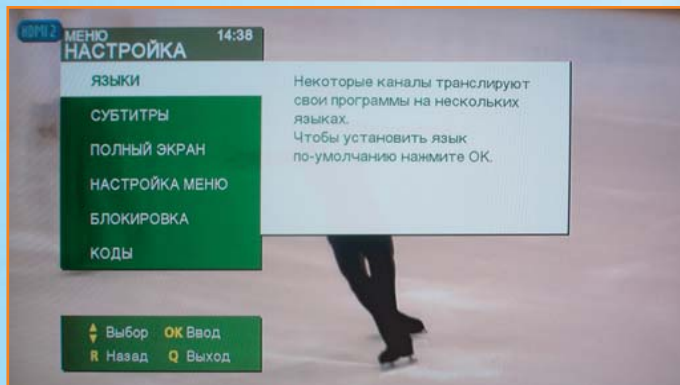 HDMI 2
МЕНЮ 14:38
НАСТРОЙКА
ЯЗЫКИ
СУБТИТРЫ
ПОЛНЫЙ ЭКРАН
НАСТРОЙКА МЕНЮ
БЛОКИРОВКА
КОДЫ
Некоторые каналы транслируют
свои программы на нескольких
языках.
Чтобы установить язык
по-умолчанию нажмите ОК.
Выбор OK Ввод
R Назад Q Выход